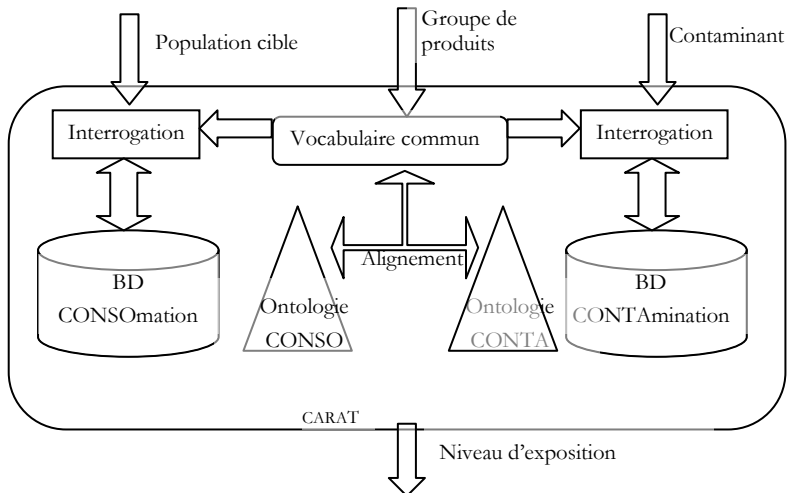 Population cible
Groupe de
produits
Contaminant
Interrogation
Vocabulaire commun
Interrogation
Alignement
BD
CONSOmation
Ontologie
CONSO
Ontologie
CONTA
BD
CONTAmination
CARAT
Niveau d'exposition